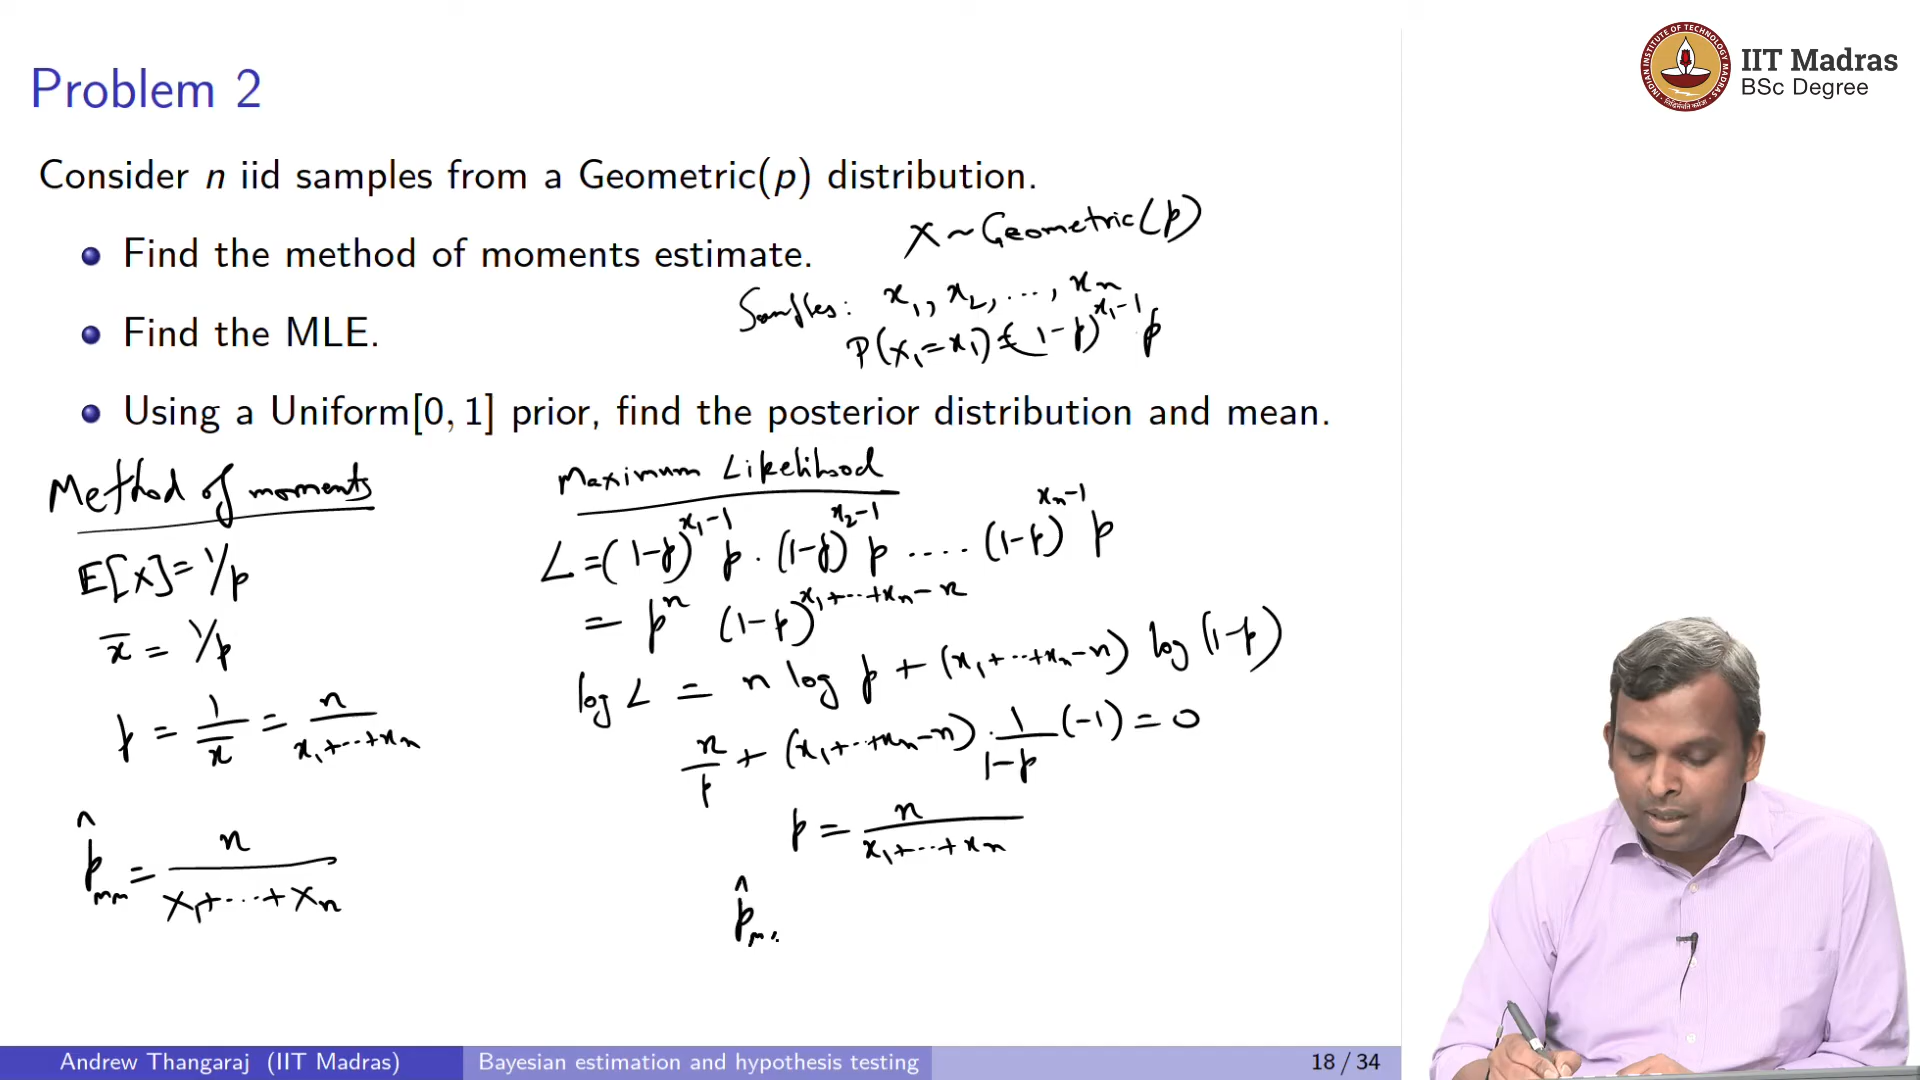 IIT Madras
BSc Degree
Problem 2
Consider n iid samples from a Geometric(p) distribution.
X ~ Geometric(p)
• Find the method of moments estimate.
Samples: x₁, x₂, ..., xₙ
P(X₁=x₁) = (1-p)^(x₁-1) p
• Find the MLE.
• Using a Uniform[0, 1] prior, find the posterior distribution and mean.
Method of moments
E[X] = 1/p
x̄ = 1/p
p = 1/x̄ = n/(x₁+...+xₙ)
p̂ₘₘ = n/(X₁+...+Xₙ)
Maximum Likelihood
L = (1-p)^(x₁-1) p · (1-p)^(x₂-1) p .... (1-p)^(xₙ-1) p
= pⁿ (1-p)^(x₁+...+xₙ-n)
log L = n log p + (x₁+...+xₙ-n) log (1-p)
n/p + (x₁+...+xₙ-n) · 1/(1-p) (-1) = 0
p = n/(x₁+...+xₙ)
p̂ₘ
Andrew Thangaraj (IIT Madras)
Bayesian estimation and hypothesis testing
18 / 34